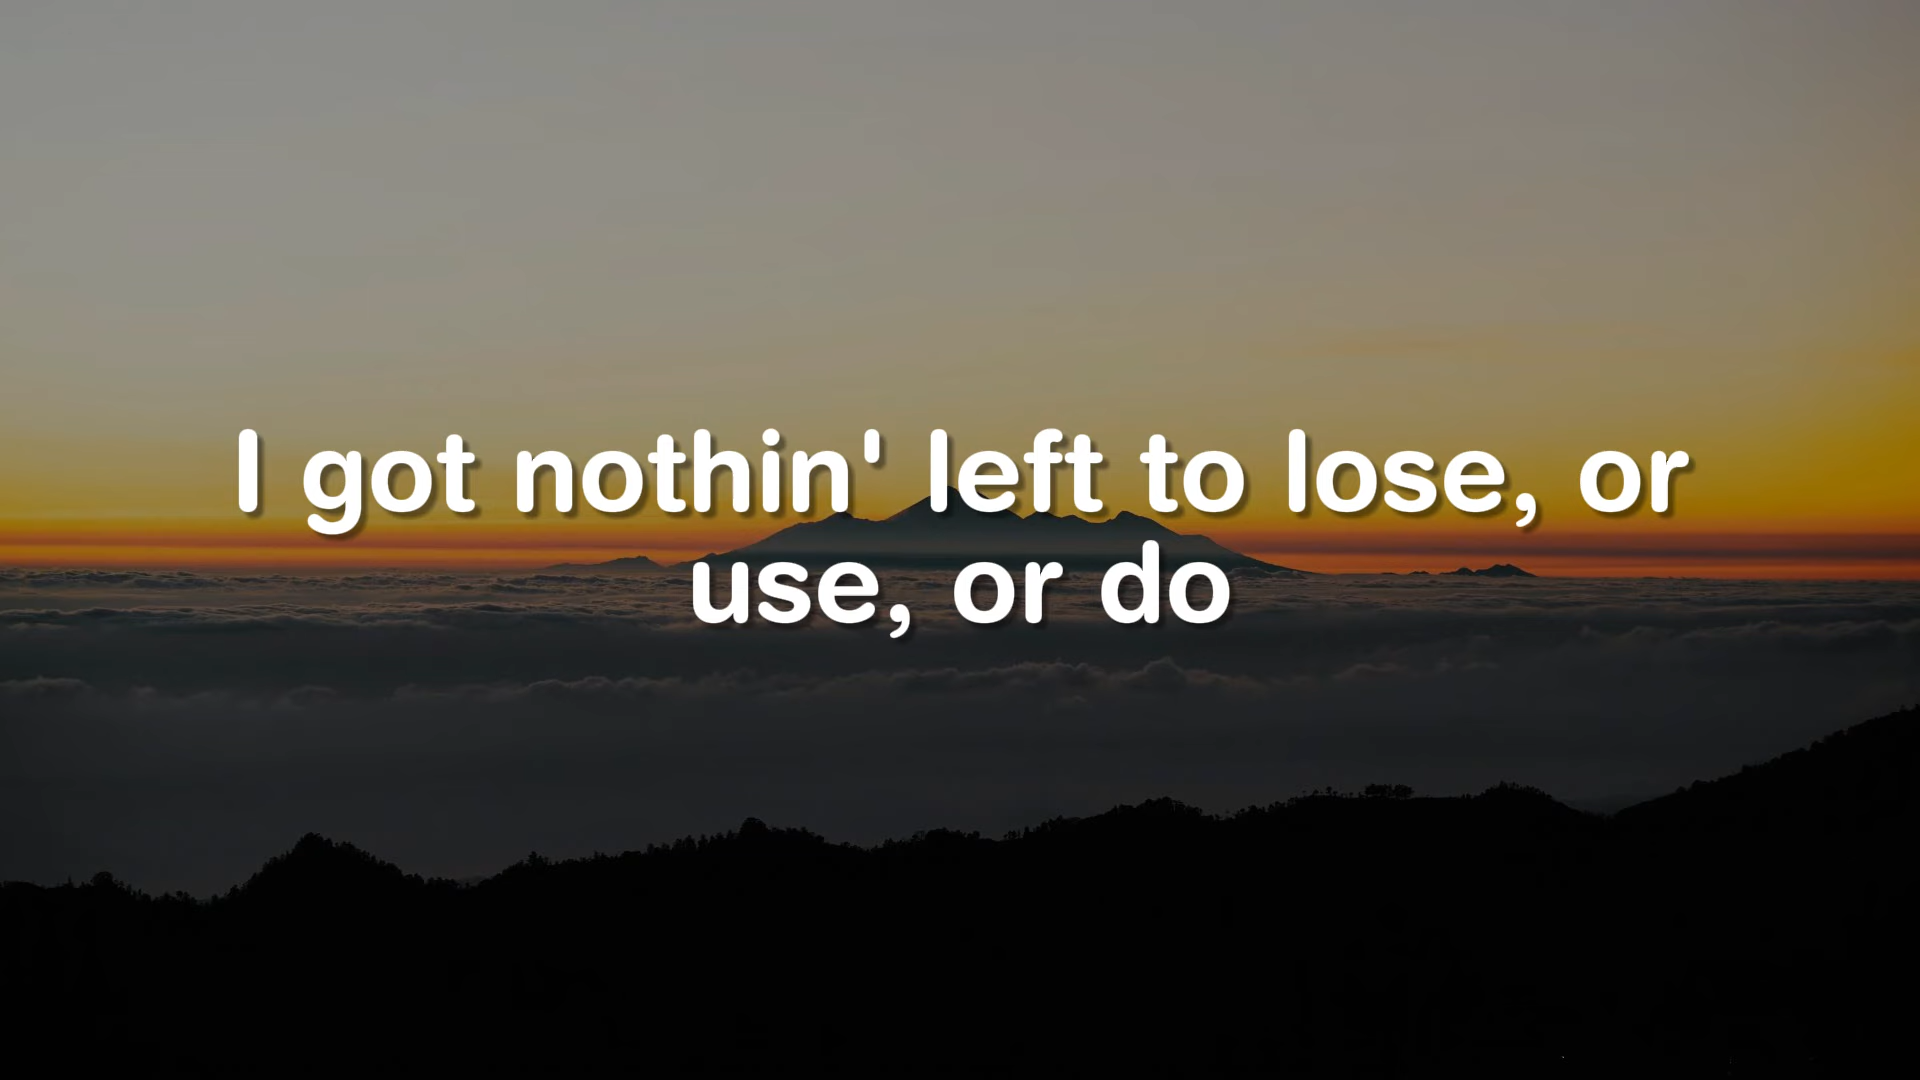 I got nothin' left to lose, or
use, or do